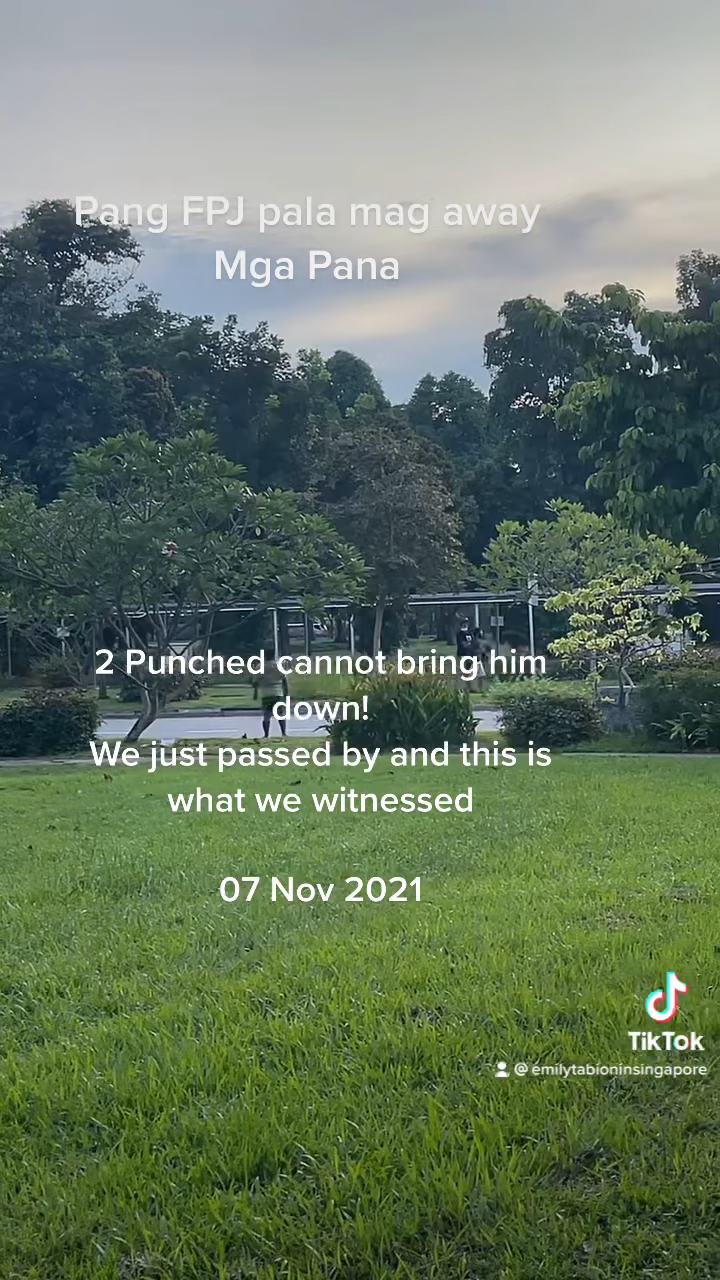 Pang FPJ pala mag away
Mga Pana
2 Punched cannot bring him
down!
We just passed by and this is
what we witnessed
07 Nov 2021
TikTok
@ emilytabioninsingapore